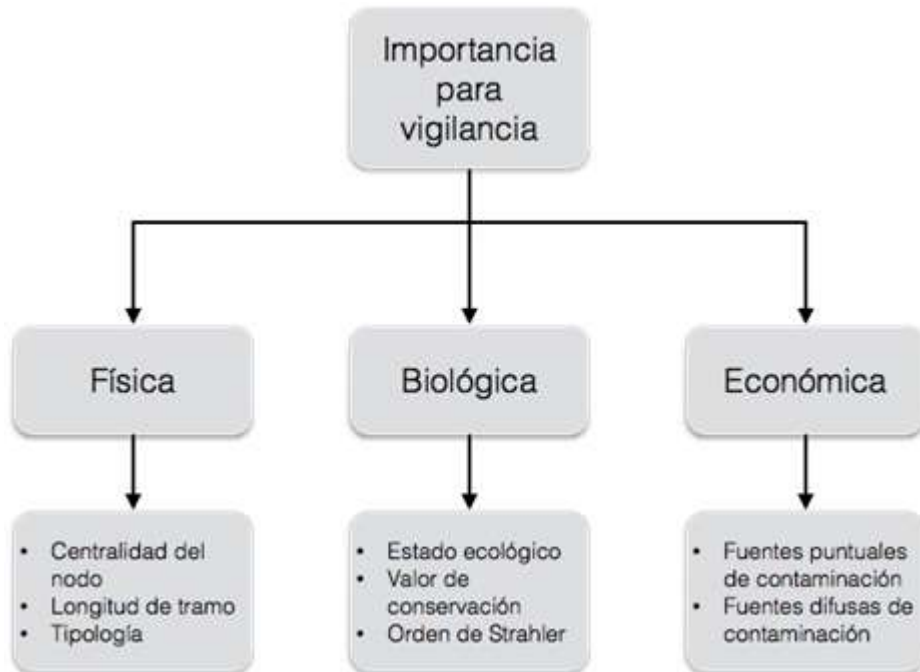 Importancia
para
vigilancia
Física
Biológica
Económica
• Centralidad del
nodo
• Longitud de tramo
• Tipología
• Estado ecológico
• Valor de
conservación
• Orden de Strahler
• Fuentes puntuales
de contaminación
• Fuentes difusas de
contaminación